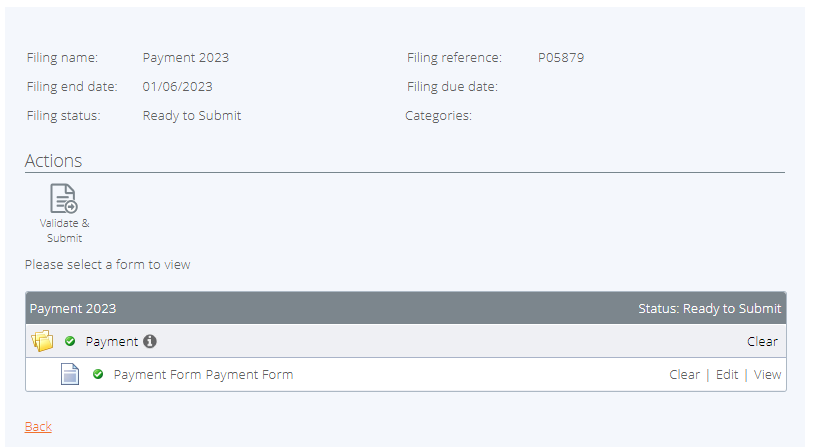 Filing name: Payment 2023 Filing reference: P05879
Filing end date: 01/06/2023 Filing due date:
Filing status: Ready to Submit Categories:
Actions
Validate &
Submit
Please select a form to view
Payment 2023 Status: Ready to Submit
Payment Clear
Payment Form Payment Form Clear | Edit | View
Back